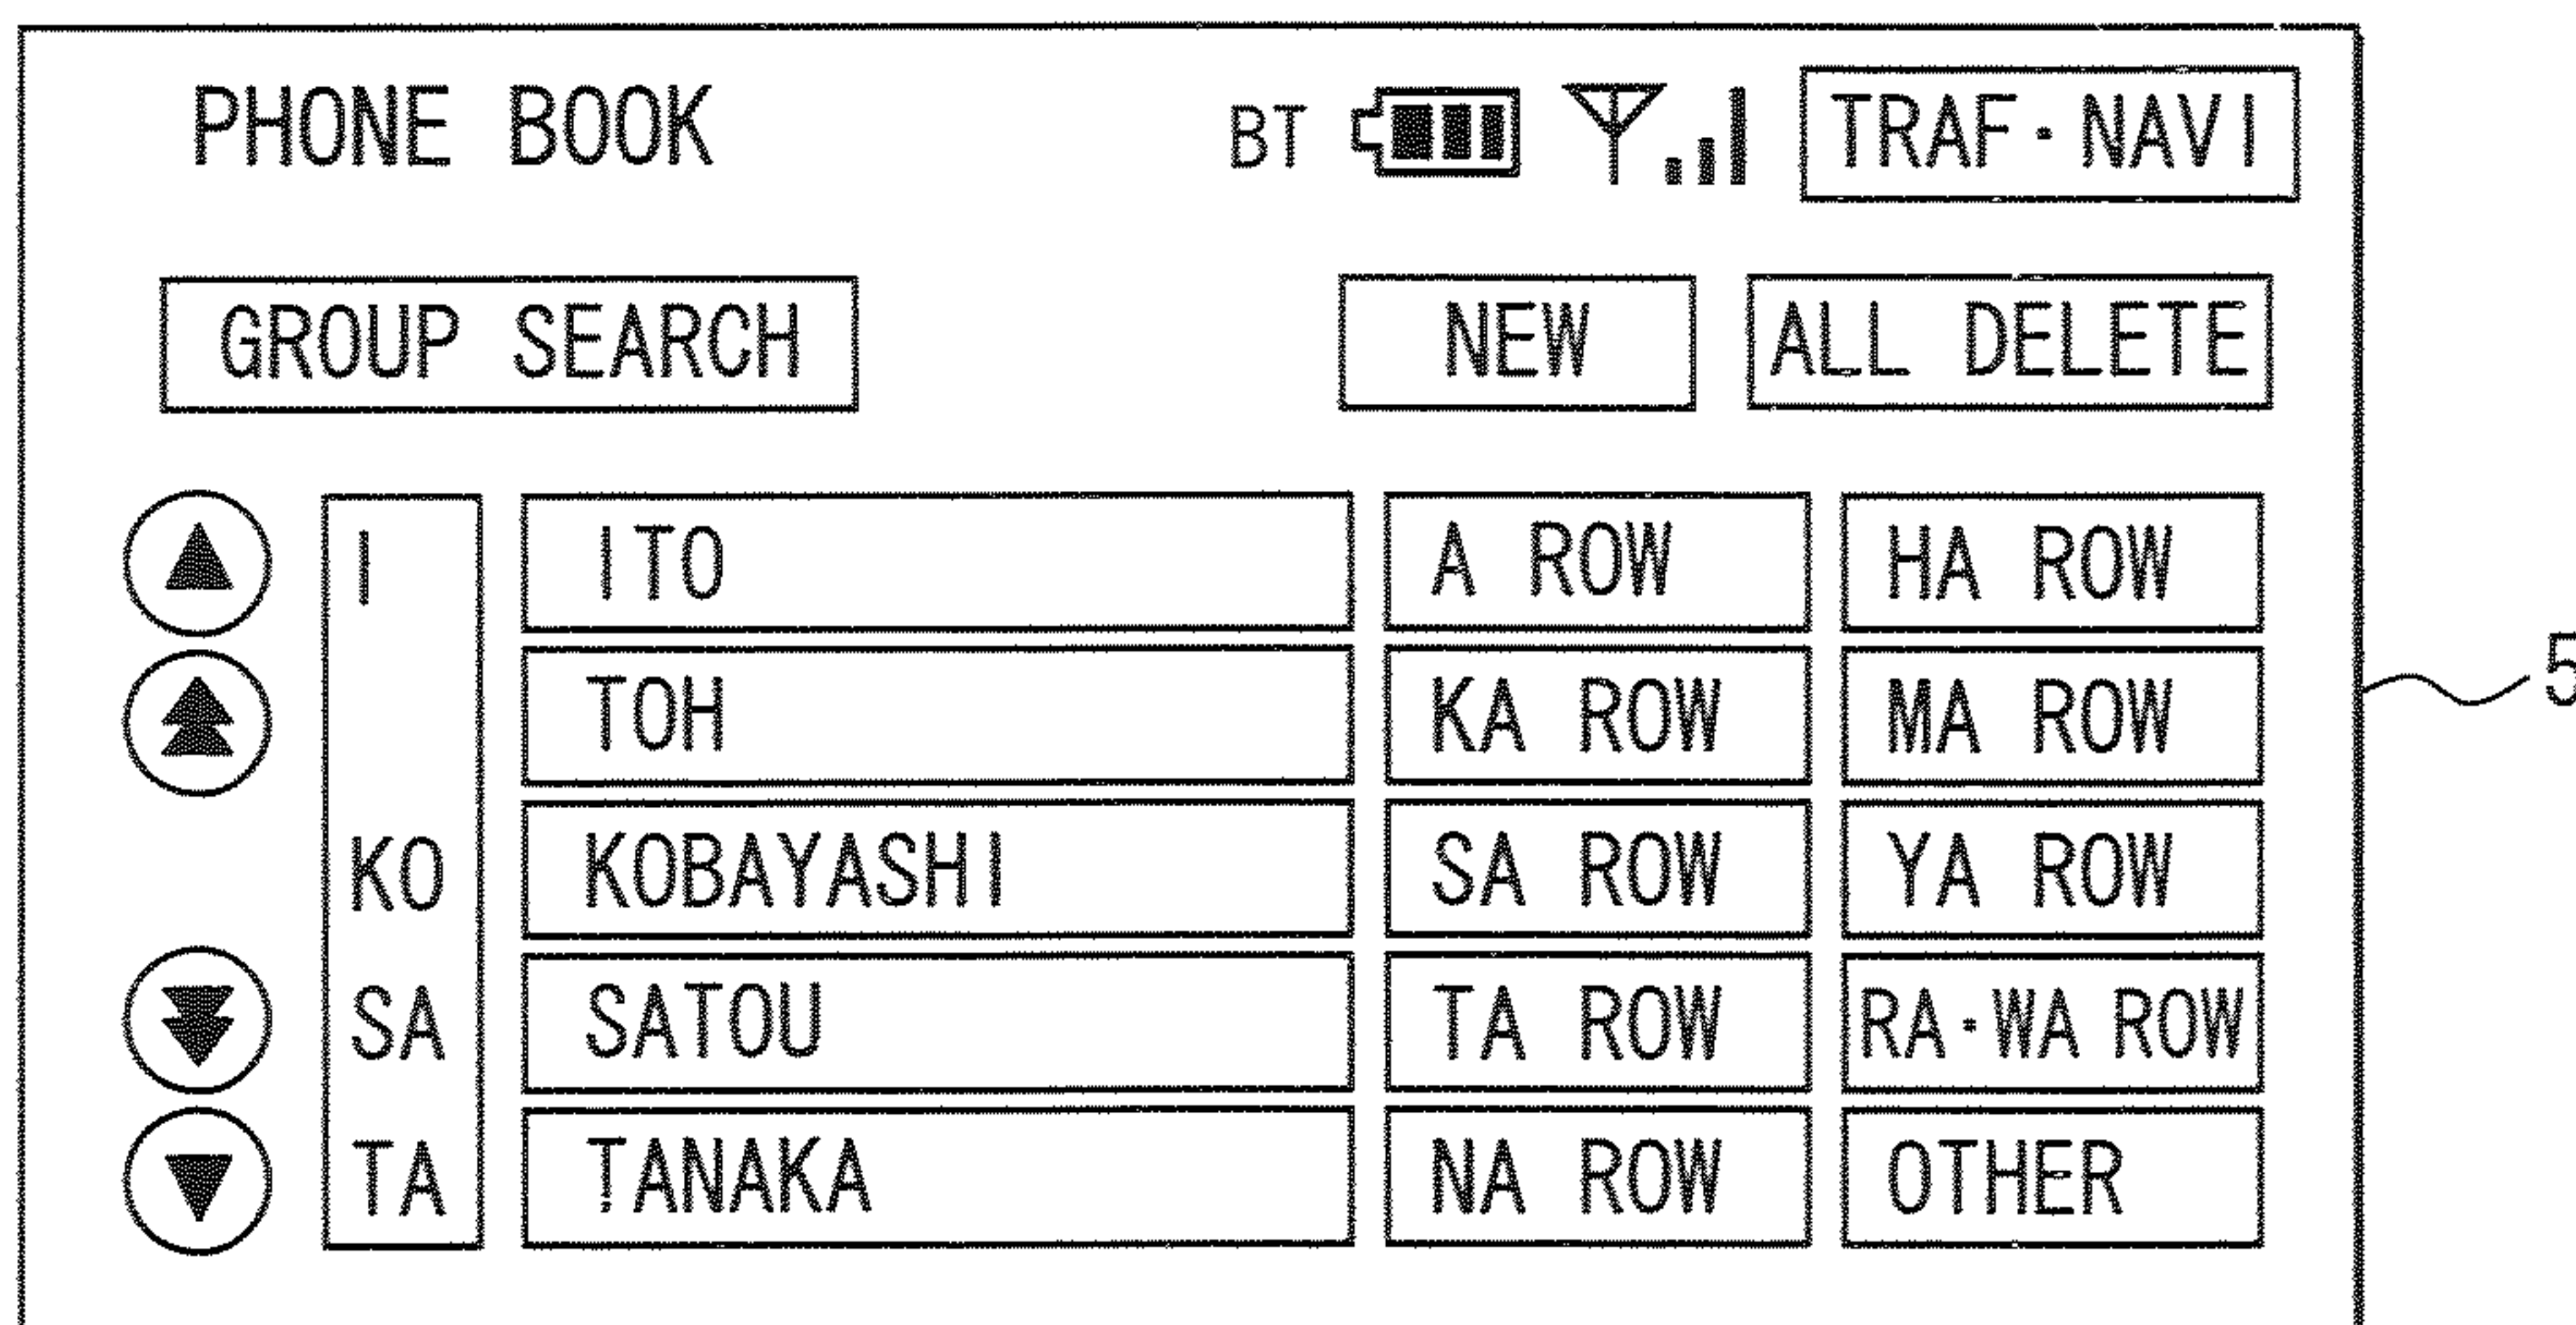 PHONE BOOK BT TRAF·NAVI
GROUP SEARCH NEW ALL DELETE
I ITO A ROW HA ROW
TOH KA ROW MA ROW
5
KO KOBAYASHI SA ROW YA ROW
SA SATOU TA ROW RA·WA ROW
TA TANAKA NA ROW OTHER